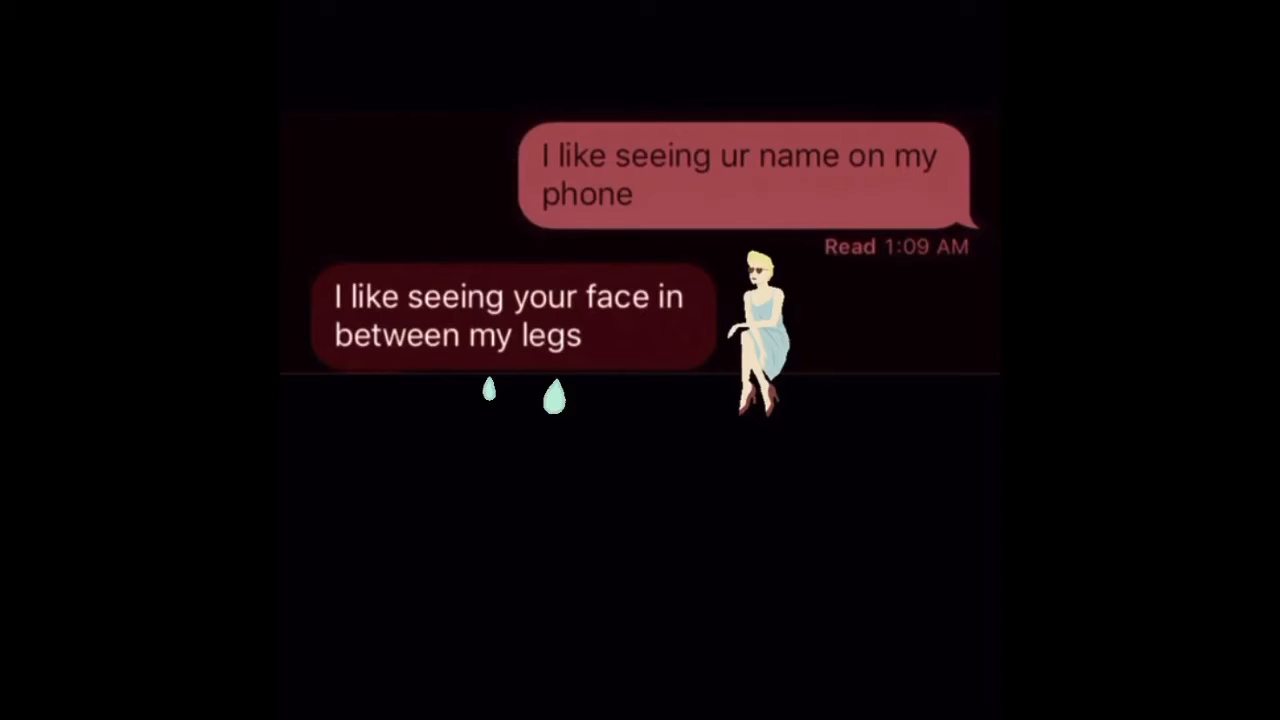 I like seeing ur name on my
phone
Read 1:09 AM
I like seeing your face in
between my legs